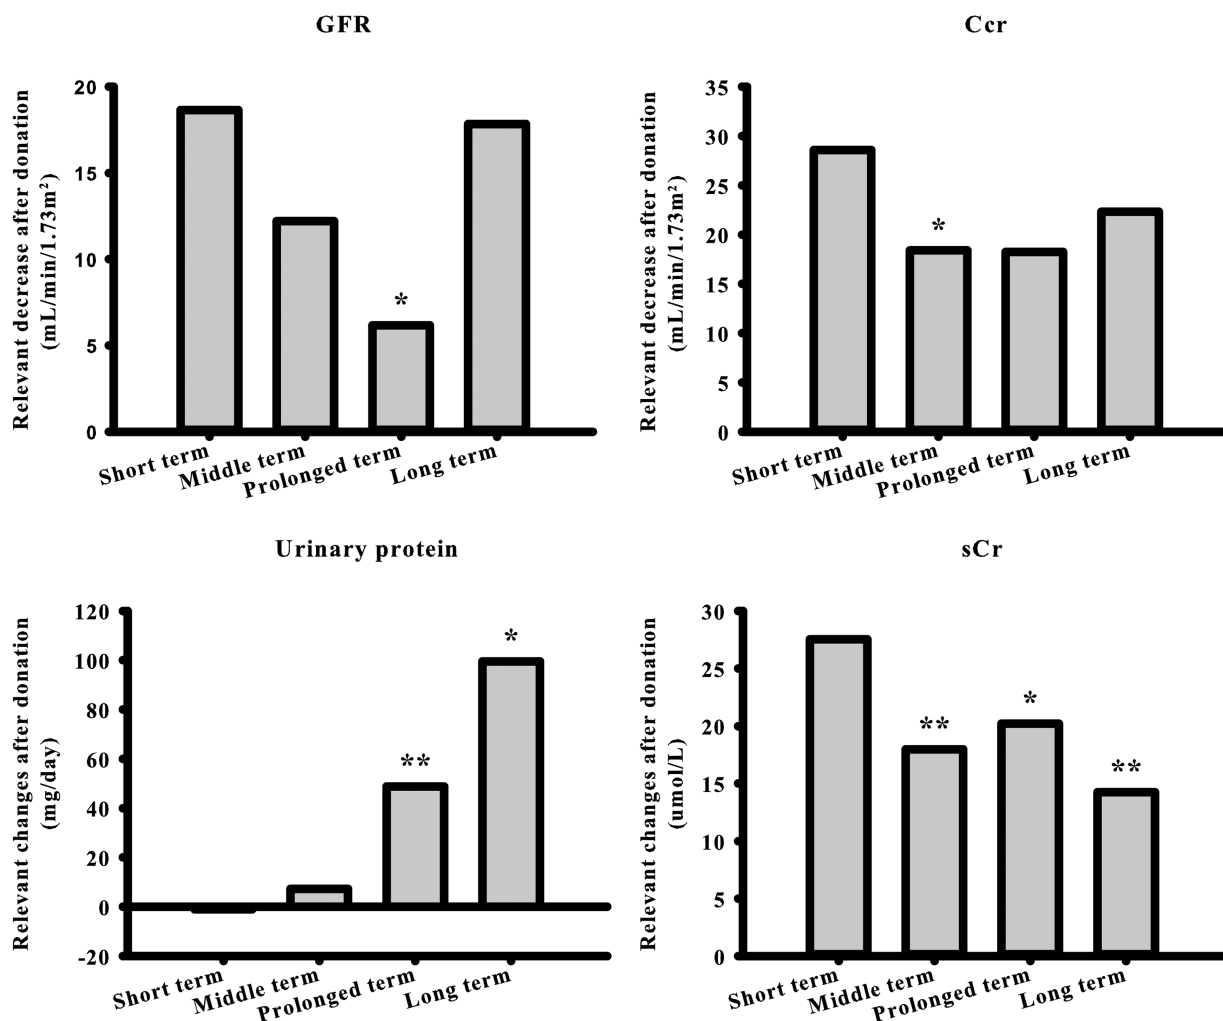 GFR
Relevant decrease after donation
(mL/min/1.73m²)
20
15
10
5
0
*
Short term
Middle term
Prolonged term
Long term
Ccr
Relevant decrease after donation
(mL/min/1.73m²)
35
30
25
20
15
10
5
0
*
Short term
Middle term
Prolonged term
Long term
Urinary protein
Relevant changes after donation
(mg/day)
120
100
80
60
40
20
0
-20
**
*
Short term
Middle term
Prolonged term
Long term
sCr
Relevant changes after donation
(umol/L)
30
25
20
15
10
5
0
**
*
**
Short term
Middle term
Prolonged term
Long term